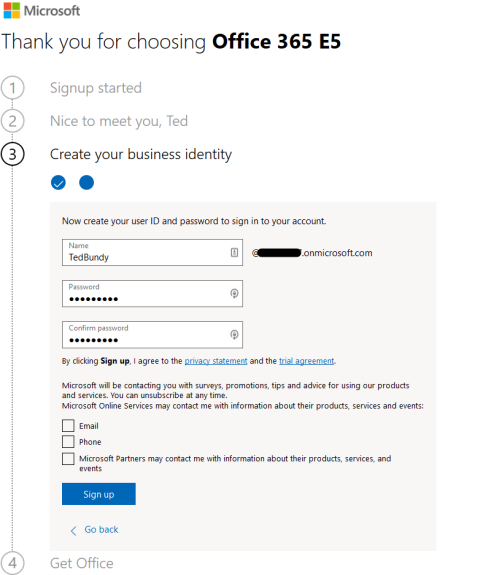 Microsoft
Thank you for choosing Office 365 E5
1 Signup started
2 Nice to meet you, Ted
3 Create your business identity
Now create your user ID and password to sign in to your account.
Name
TedBundy
@ .onmicrosoft.com
Password
●●●●●●●●●
Confirm password
●●●●●●●●●
By clicking Sign up, I agree to the privacy statement and the trial agreement.
Microsoft will be contacting you with surveys, promotions, tips and advice for using our products
and services. You can unsubscribe at any time.
Microsoft Online Services may contact me with information about their products, services and events:
Email
Phone
Microsoft Partners may contact me with information about their products, services, and
events
Sign up
Go back
4 Get Office